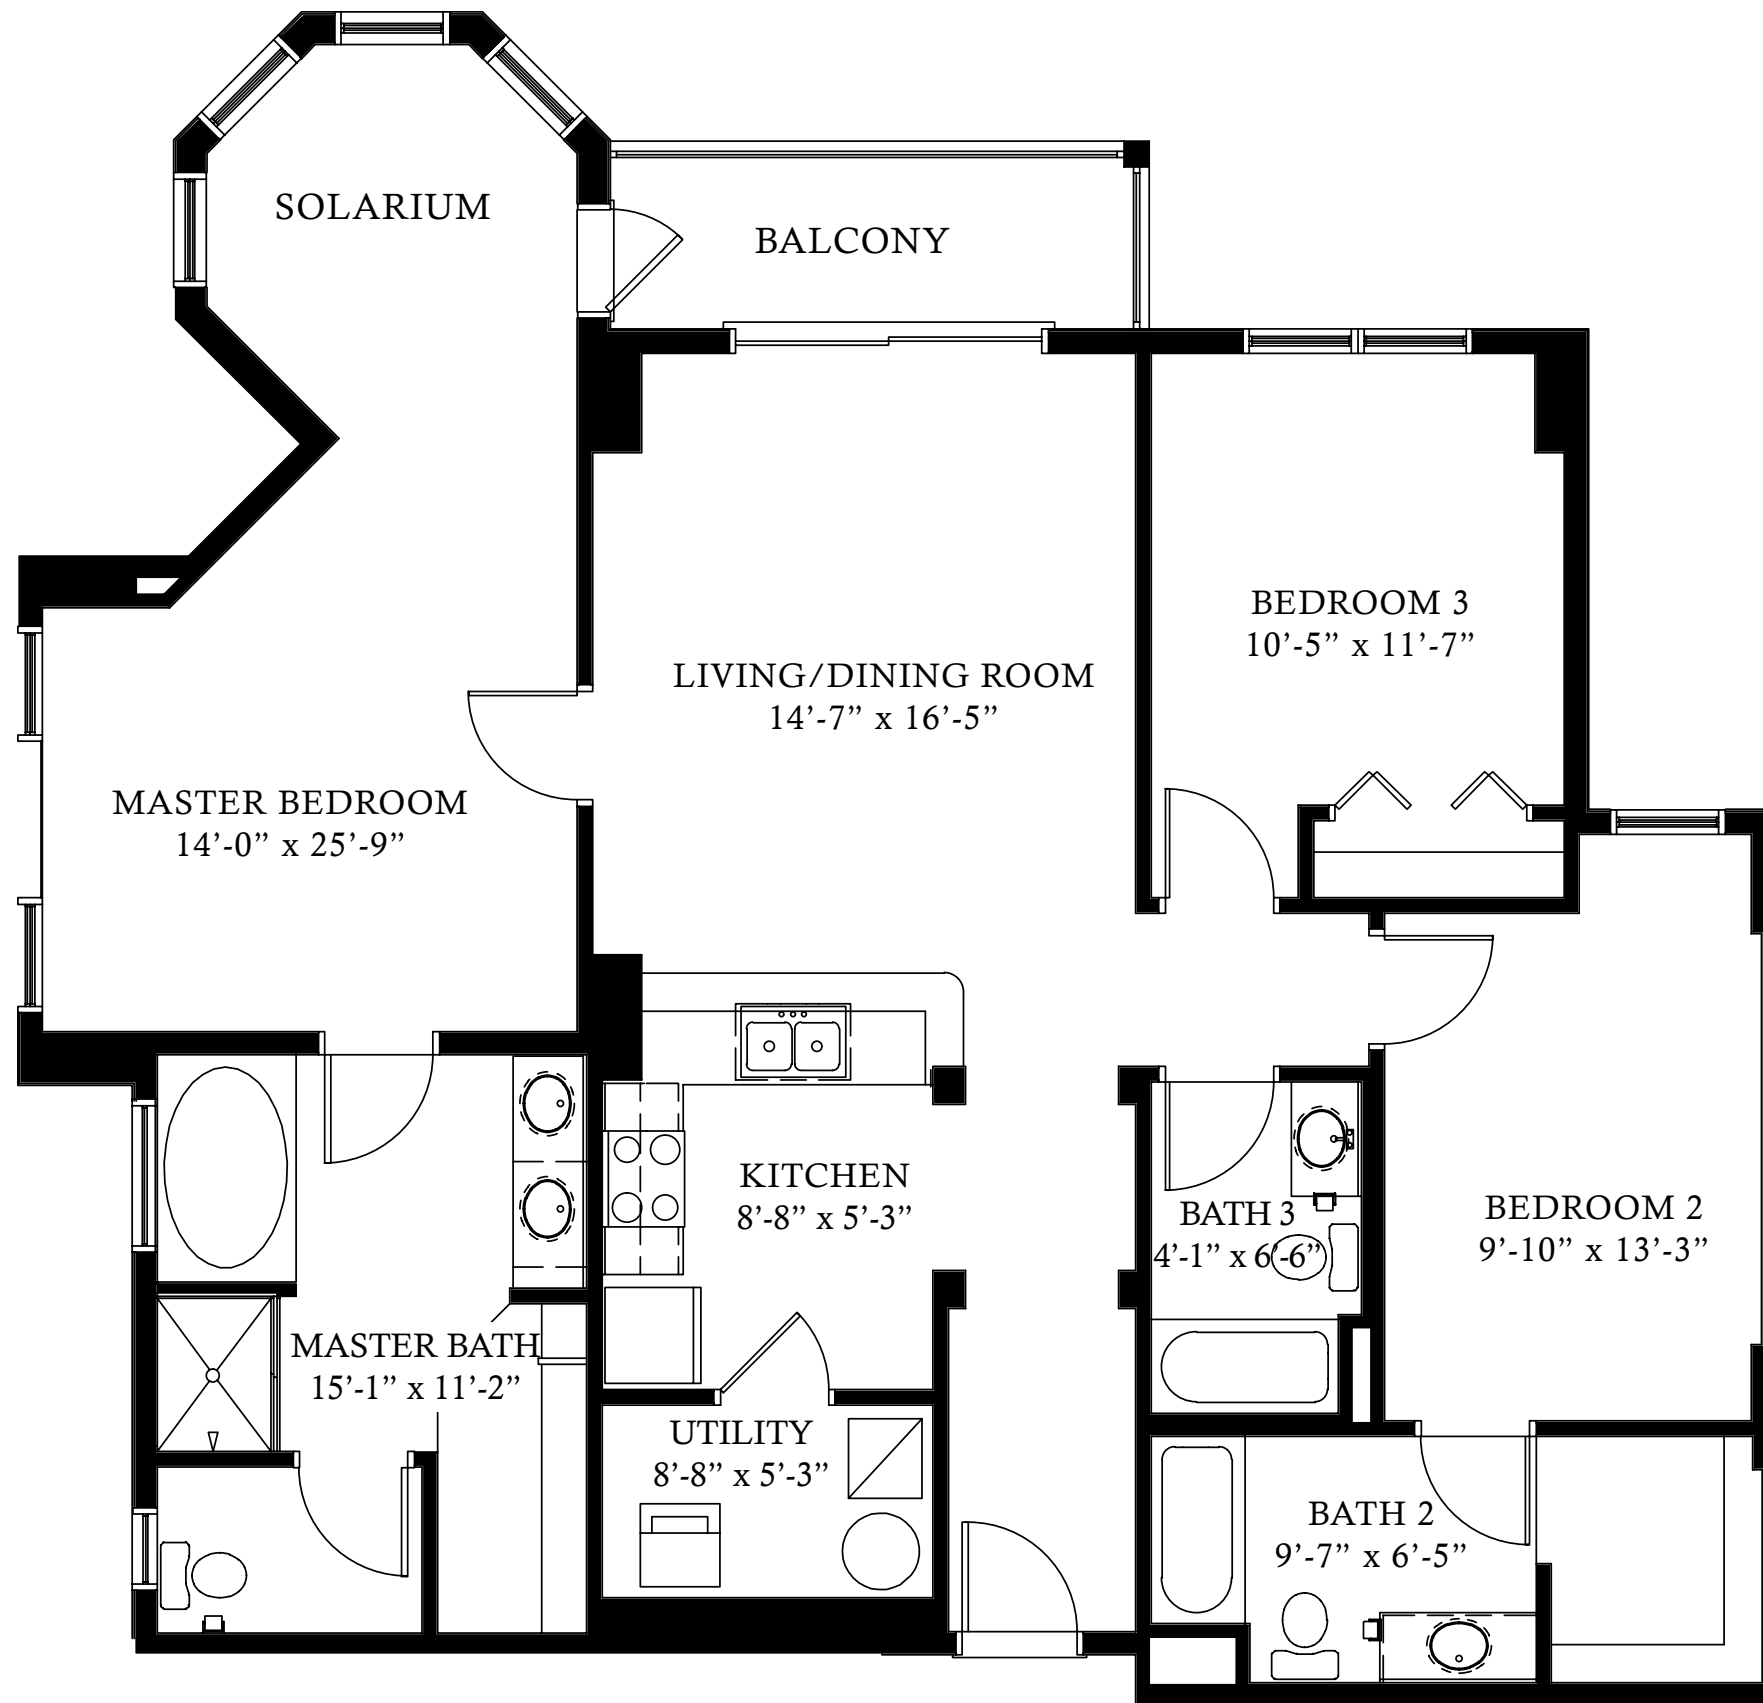 SOLARIUM
BALCONY
BEDROOM 3
10’-5” x 11’-7”
LIVING/DINING ROOM
14’-7” x 16’-5”
MASTER BEDROOM
14’-0” x 25’-9”
KITCHEN
8’-8” x 5’-3”
BATH 3
4’-1” x 6’-6”
BEDROOM 2
9’-10” x 13’-3”
MASTER BATH
15’-1” x 11’-2”
UTILITY
8’-8” x 5’-3”
BATH 2
9’-7” x 6’-5”